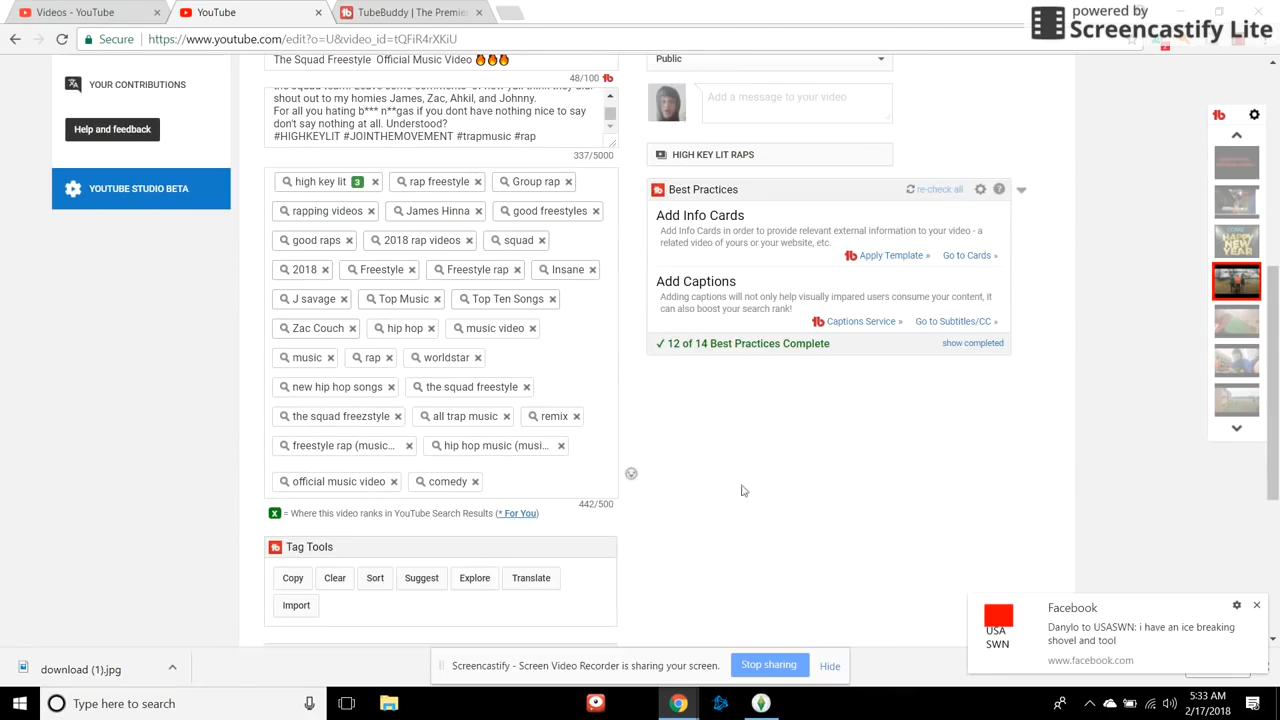 Videos - YouTube
YouTube
TubeBuddy | The Premie
powered by
Screencastify Lite
Secure
https://www.youtube.com/edit?o=U&video_id=tQRFRZRXKiU
YOUR CONTRIBUTIONS
Help and feedback
YOUTUBE STUDIO BETA
The Squad Freestyle Official Music Video 🔥🔥🔥
48/100
shout out to my homies James, Zac, Ahkil, and Johnny.
For all you hating b*** n**gas if you dont have nothing nice to say
don't say nothing at all. Understood?
#HIGHKEYLIT #JOINTHEMOVEMENT #trapmusic #rap
337/5000
high key lit 3
rap freestyle
Group rap
rapping videos
James Hinna
good freestyles
good raps
2018 rap videos
squad
2018
Freestyle
Freestyle rap
Insane
J savage
Top Music
Top Ten Songs
Zac Couch
hip hop
music video
music
rap
worldstar
new hip hop songs
the squad freestyle
the squad freezstyle
all trap music
remix
freestyle rap (music...
hip hop music (musi...
official music video
comedy
442/500
X = Where this video ranks in YouTube Search Results (* For You)
Tag Tools
Copy
Clear
Sort
Suggest
Explore
Translate
Import
Public
Add a message to your video
HIGH KEY LIT RAPS
Best Practices
re-check all
Add Info Cards
Add Info Cards in order to provide relevant external information to your video - a
related video of yours or your website, etc.
Apply Template »
Go to Cards »
Add Captions
Adding captions will not only help visually impared users consume your content, it
can also boost your search rank!
Captions Service »
Go to Subtitles/CC »
✓ 12 of 14 Best Practices Complete
show completed
HAPPY
NEW
YEAR
Facebook
Danylo to USASWN: i have an ice breaking
shovel and tool
www.facebook.com
USA
SWN
download (1).jpg
Screencastify - Screen Video Recorder is sharing your screen.
Stop sharing
Hide
Type here to search
5:33 AM
2/17/2018